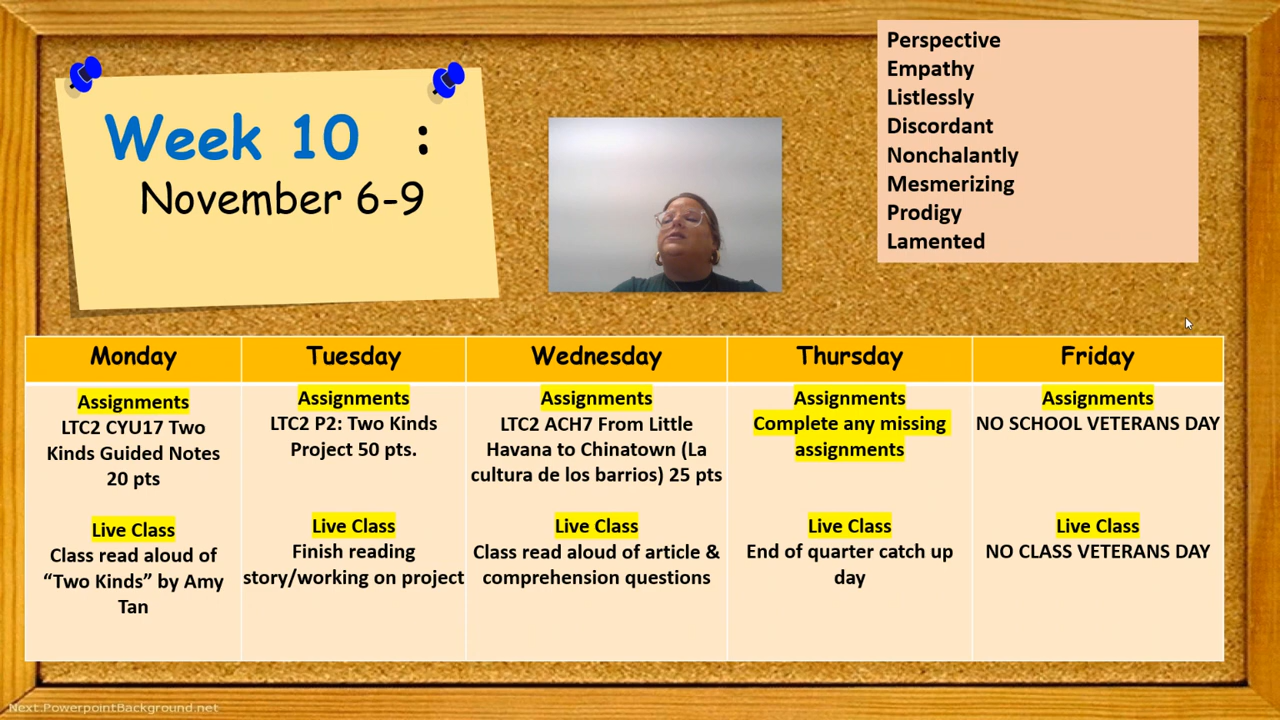 Week 10 :
November 6-9
Perspective
Empathy
Listlessly
Discordant
Nonchalantly
Mesmerizing
Prodigy
Lamented
Monday
Tuesday
Wednesday
Thursday
Friday
Assignments
LTC2 CYU17 Two
Kinds Guided Notes
20 pts
Live Class
Class read aloud of
“Two Kinds” by Amy
Tan
Assignments
LTC2 P2: Two Kinds
Project 50 pts.
Live Class
Finish reading
story/working on project
Assignments
LTC2 ACH7 From Little
Havana to Chinatown (La
cultura de los barrios) 25 pts
Live Class
Class read aloud of article &
comprehension questions
Assignments
Complete any missing
assignments
Live Class
End of quarter catch up
day
Assignments
NO SCHOOL VETERANS DAY
Live Class
NO CLASS VETERANS DAY
Next.PowerpointBackground.net